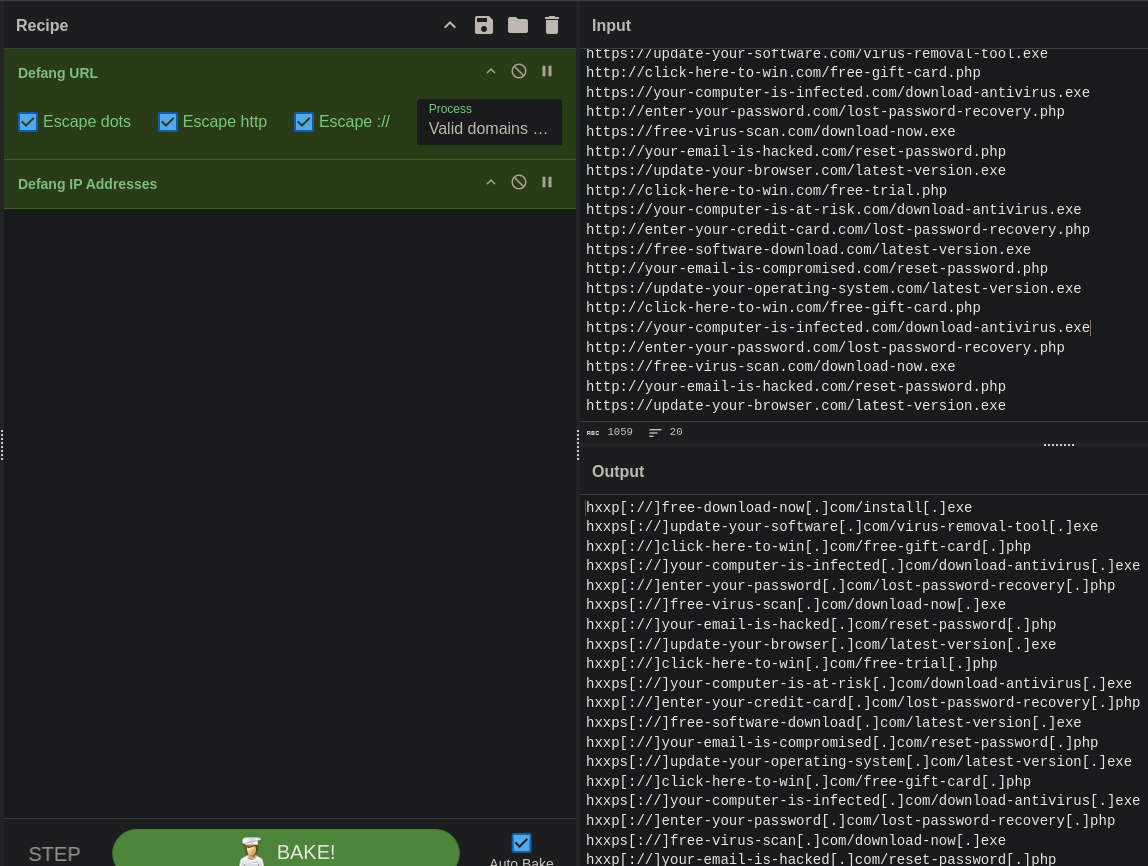 Recipe
Defang URL
Escape dots
Escape http
Escape ://
Process
Valid domains …
Defang IP Addresses
STEP
BAKE!
Auto Bake
Input
https://update-your-software.com/virus-removal-tool.exe
http://click-here-to-win.com/free-gift-card.php
https://your-computer-is-infected.com/download-antivirus.exe
http://enter-your-password.com/lost-password-recovery.php
https://free-virus-scan.com/download-now.exe
http://your-email-is-hacked.com/reset-password.php
https://update-your-browser.com/latest-version.exe
http://click-here-to-win.com/free-trial.php
https://your-computer-is-at-risk.com/download-antivirus.exe
http://enter-your-credit-card.com/lost-password-recovery.php
https://free-software-download.com/latest-version.exe
http://your-email-is-compromised.com/reset-password.php
https://update-your-operating-system.com/latest-version.exe
http://click-here-to-win.com/free-gift-card.php
https://your-computer-is-infected.com/download-antivirus.exe
http://enter-your-password.com/lost-password-recovery.php
https://free-virus-scan.com/download-now.exe
http://your-email-is-hacked.com/reset-password.php
https://update-your-browser.com/latest-version.exe
ABC 1059 20
Output
hxxp[://]free-download-now[.]com/install[.]exe
hxxps[://]update-your-software[.]com/virus-removal-tool[.]exe
hxxp[://]click-here-to-win[.]com/free-gift-card[.]php
hxxps[://]your-computer-is-infected[.]com/download-antivirus[.]exe
hxxp[://]enter-your-password[.]com/lost-password-recovery[.]php
hxxps[://]free-virus-scan[.]com/download-now[.]exe
hxxp[://]your-email-is-hacked[.]com/reset-password[.]php
hxxps[://]update-your-browser[.]com/latest-version[.]exe
hxxp[://]click-here-to-win[.]com/free-trial[.]php
hxxps[://]your-computer-is-at-risk[.]com/download-antivirus[.]exe
hxxp[://]enter-your-credit-card[.]com/lost-password-recovery[.]php
hxxps[://]free-software-download[.]com/latest-version[.]exe
hxxp[://]your-email-is-compromised[.]com/reset-password[.]php
hxxps[://]update-your-operating-system[.]com/latest-version[.]exe
hxxp[://]click-here-to-win[.]com/free-gift-card[.]php
hxxps[://]your-computer-is-infected[.]com/download-antivirus[.]exe
hxxp[://]enter-your-password[.]com/lost-password-recovery[.]php
hxxps[://]free-virus-scan[.]com/download-now[.]exe
hxxp[://]your-email-is-hacked[.]com/reset-password[.]php